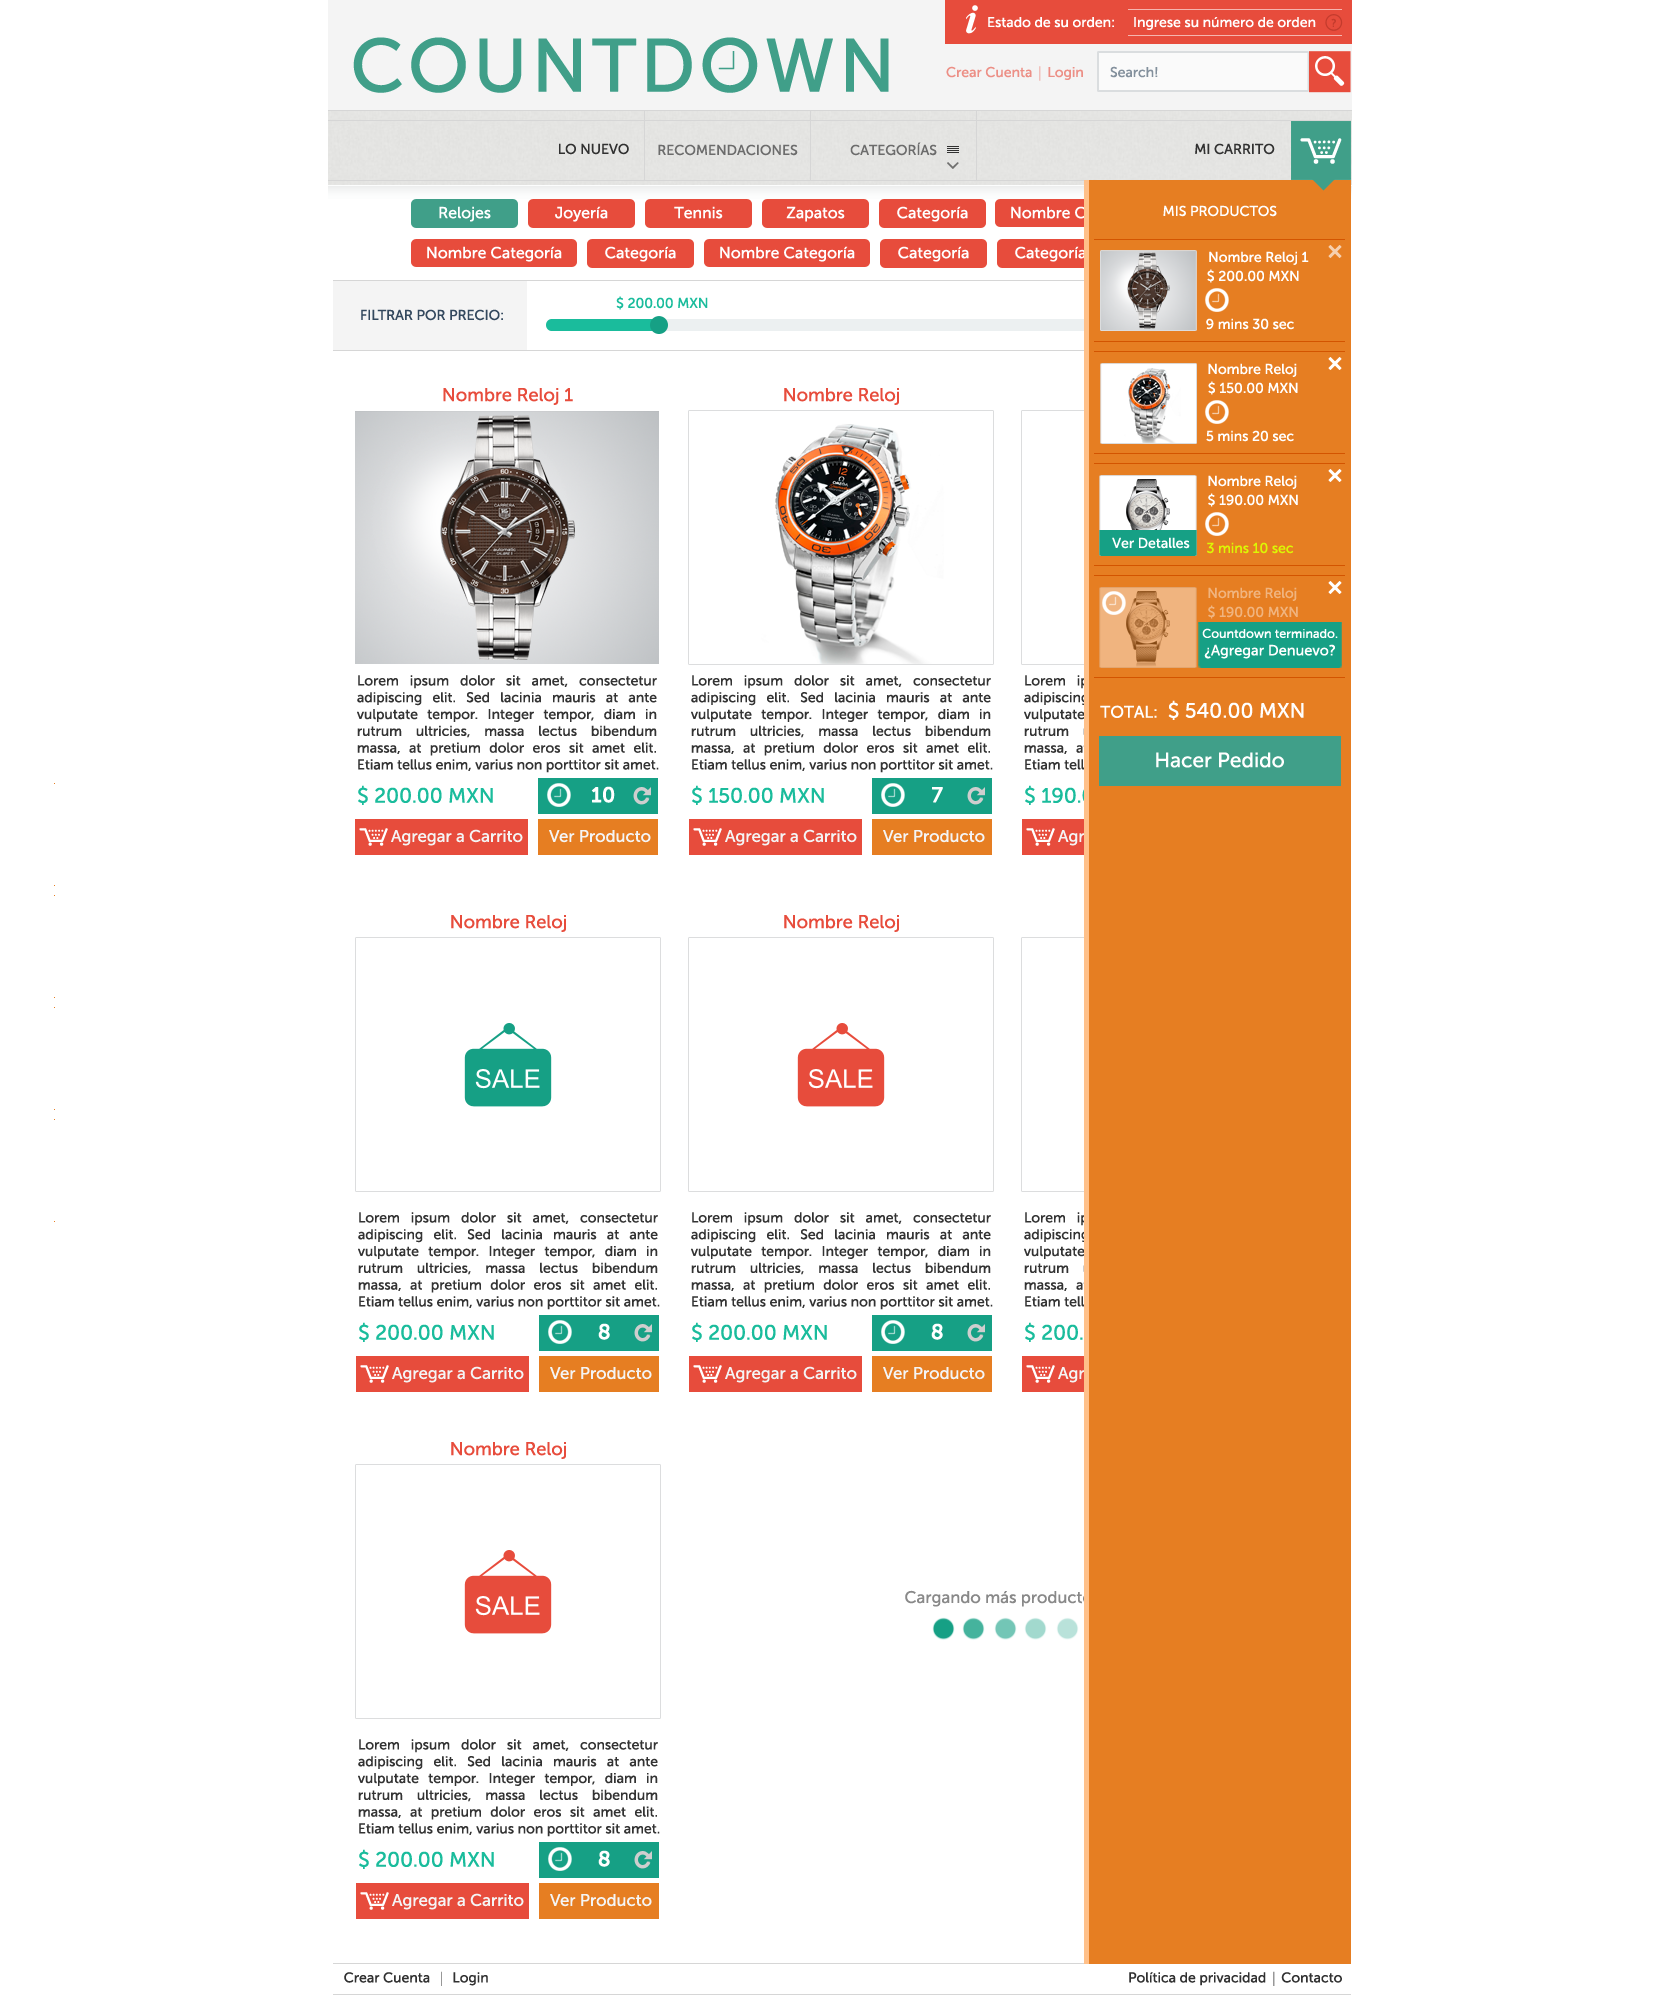 COUNTDOWN
Estado de su orden: Ingrese su número de orden ?
Crear Cuenta | Login
Search!
LO NUEVO
RECOMENDACIONES
CATEGORÍAS
MI CARRITO
Relojes
Joyería
Tennis
Zapatos
Categoría
Nombre C
Nombre Categoría
Categoría
Nombre Categoría
Categoría
Categoría
FILTRAR POR PRECIO:
$ 200.00 MXN
Nombre Reloj 1
Lorem ipsum dolor sit amet, consectetur
adipiscing elit. Sed lacinia mauris at ante
vulputate tempor. Integer tempor, diam in
rutrum ultricies, massa lectus bibendum
massa, at pretium dolor eros sit amet elit.
Etiam tellus enim, varius non porttitor sit amet.
$ 200.00 MXN
10
Agregar a Carrito
Ver Producto
Nombre Reloj
Lorem ipsum dolor sit amet, consectetur
adipiscing elit. Sed lacinia mauris at ante
vulputate tempor. Integer tempor, diam in
rutrum ultricies, massa lectus bibendum
massa, at pretium dolor eros sit amet elit.
Etiam tellus enim, varius non porttitor sit amet.
$ 150.00 MXN
7
Agregar a Carrito
Ver Producto
Lorem ip
adipiscing
vulputate
rutrum
massa, a
Etiam tell
$ 190.0
Agr
Nombre Reloj
SALE
Lorem ipsum dolor sit amet, consectetur
adipiscing elit. Sed lacinia mauris at ante
vulputate tempor. Integer tempor, diam in
rutrum ultricies, massa lectus bibendum
massa, at pretium dolor eros sit amet elit.
Etiam tellus enim, varius non porttitor sit amet.
$ 200.00 MXN
8
Agregar a Carrito
Ver Producto
Nombre Reloj
SALE
Lorem ipsum dolor sit amet, consectetur
adipiscing elit. Sed lacinia mauris at ante
vulputate tempor. Integer tempor, diam in
rutrum ultricies, massa lectus bibendum
massa, at pretium dolor eros sit amet elit.
Etiam tellus enim, varius non porttitor sit amet.
$ 200.00 MXN
8
Agregar a Carrito
Ver Producto
Lorem ip
adipiscing
vulputate
rutrum
massa, a
Etiam tell
$ 200.
Agr
Nombre Reloj
SALE
Lorem ipsum dolor sit amet, consectetur
adipiscing elit. Sed lacinia mauris at ante
vulputate tempor. Integer tempor, diam in
rutrum ultricies, massa lectus bibendum
massa, at pretium dolor eros sit amet elit.
Etiam tellus enim, varius non porttitor sit amet.
$ 200.00 MXN
8
Agregar a Carrito
Ver Producto
Cargando más producto
MIS PRODUCTOS
Nombre Reloj 1
$ 200.00 MXN
9 mins 30 sec
Nombre Reloj
$ 150.00 MXN
5 mins 20 sec
Nombre Reloj
$ 190.00 MXN
Ver Detalles
3 mins 10 sec
Nombre Reloj
$ 190.00 MXN
Countdown terminado.
¿Agregar Denuevo?
TOTAL: $ 540.00 MXN
Hacer Pedido
Crear Cuenta | Login
Política de privacidad | Contacto